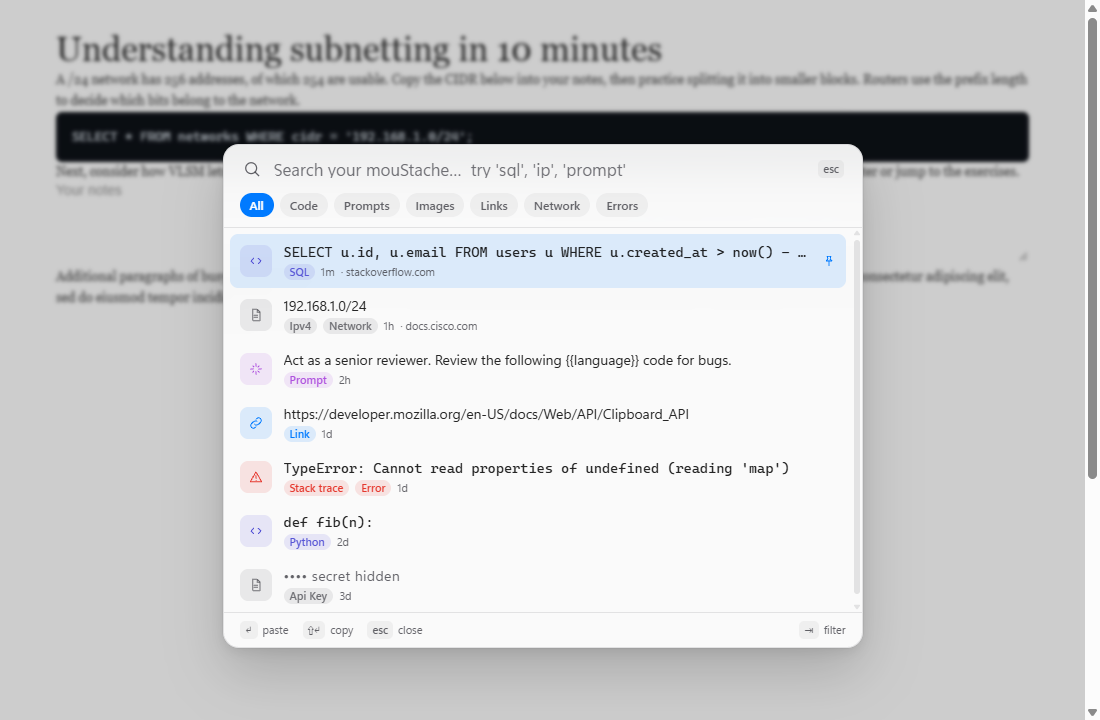 Understanding subnetting in 10 minutes
A /24 network has 256 addresses, of which 254 are usable. Copy the CIDR below into your notes, then practice splitting it into smaller blocks. Routers use the prefix length
to decide which bits belong to the network.
SELECT * FROM networks WHERE cidr = '192.168.1.0/24';
Next, consider how VLSM let
er or jump to the exercises.
Your notes
Search your mouStache... try 'sql', 'ip', 'prompt'
esc
All
Code
Prompts
Images
Links
Network
Errors
SELECT u.id, u.email FROM users u WHERE u.created_at > now() - …
SQL 1m · stackoverflow.com
192.168.1.0/24
Ipv4 Network 1h · docs.cisco.com
Additional paragraphs of
consectetur adipiscing elit,
sed do eiusmod tempor
Act as a senior reviewer. Review the following {{language}} code for bugs.
Prompt 2h
https://developer.mozilla.org/en-US/docs/Web/API/Clipboard_API
Link 1d
TypeError: Cannot read properties of undefined (reading 'map')
Stack trace Error 1d
def fib(n):
Python 2d
•••• secret hidden
Api Key 3d
↵ paste
⇧↵ copy
esc close
⇥ filter